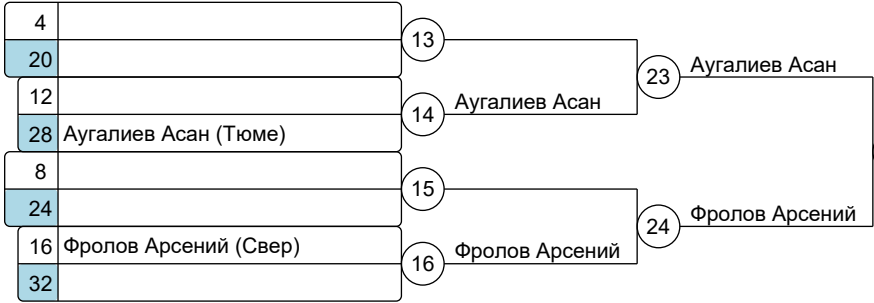 4
13
20
23 Аугалиев Асан
12
14 Аугалиев Асан
28 Аугалиев Асан (Тюме)
8
15
24
24 Фролов Арсений
16 Фролов Арсений (Свер)
16 Фролов Арсений
32